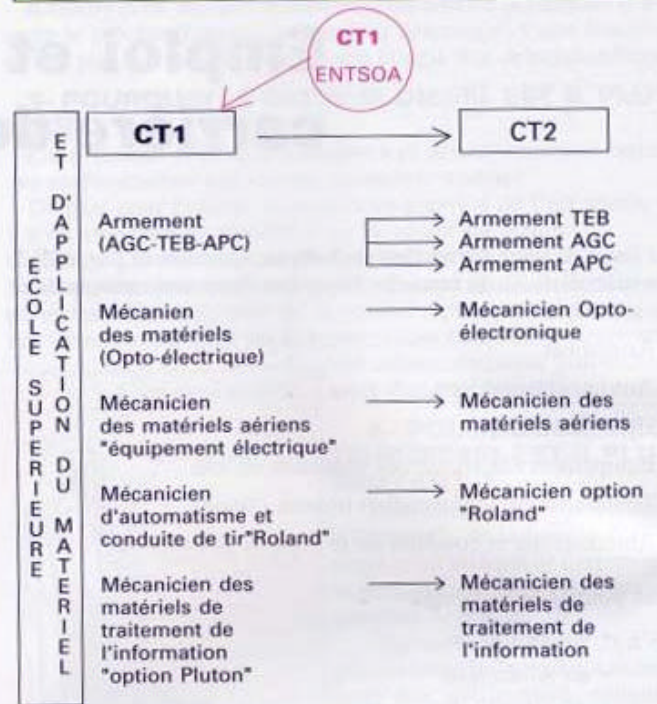 CT1
ENTSOA
CT1
CT2
ECOLE SUPERIEURE
ET D'APPLICATION DU MATERIEL
Armement
(AGC-TEB-APC)
Armement TEB
Armement AGC
Armement APC
Mécanien
des matériels
(Opto-électrique)
Mécanicien Opto-
électronique
Mécanicien
des matériels aériens
"équipement électrique"
Mécanicien des
matériels aériens
Mécanicien
d'automatisme et
conduite de tir"Roland"
Mécanicien option
"Roland"
Mécanicien des
matériels de
traitement de
l'information
"option Pluton"
Mécanicien des
matériels de
traitement de
l'information